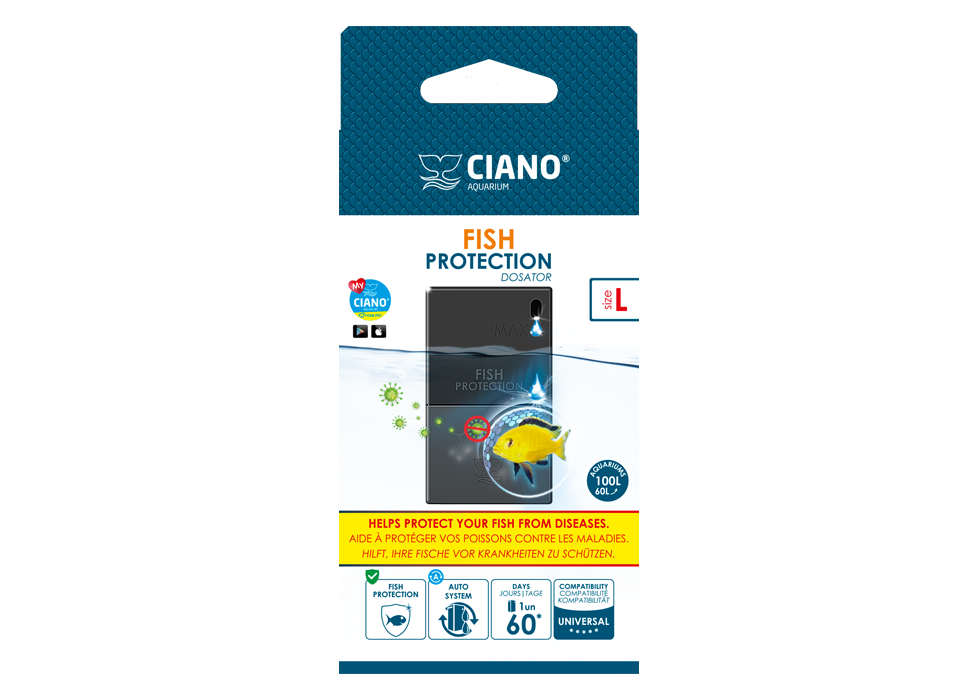 CIANO®
AQUARIUM
FISH
PROTECTION
DOSATOR
MY
CIANO®
AQUARIUM
size L
MAX
FISH
PROTECTION
AQUARIUMS
100L
60L
HELPS PROTECT YOUR FISH FROM DISEASES.
AIDE À PROTÉGER VOS POISSONS CONTRE LES MALADIES.
HILFT, IHRE FISCHE VOR KRANKHEITEN ZU SCHÜTZEN.
FISH
PROTECTION
A
AUTO
SYSTEM
DAYS
JOURS | TAGE
1un
60*
COMPATIBILITY
COMPATIBILITÉ
KOMPATIBILITÄT
UNIVERSAL